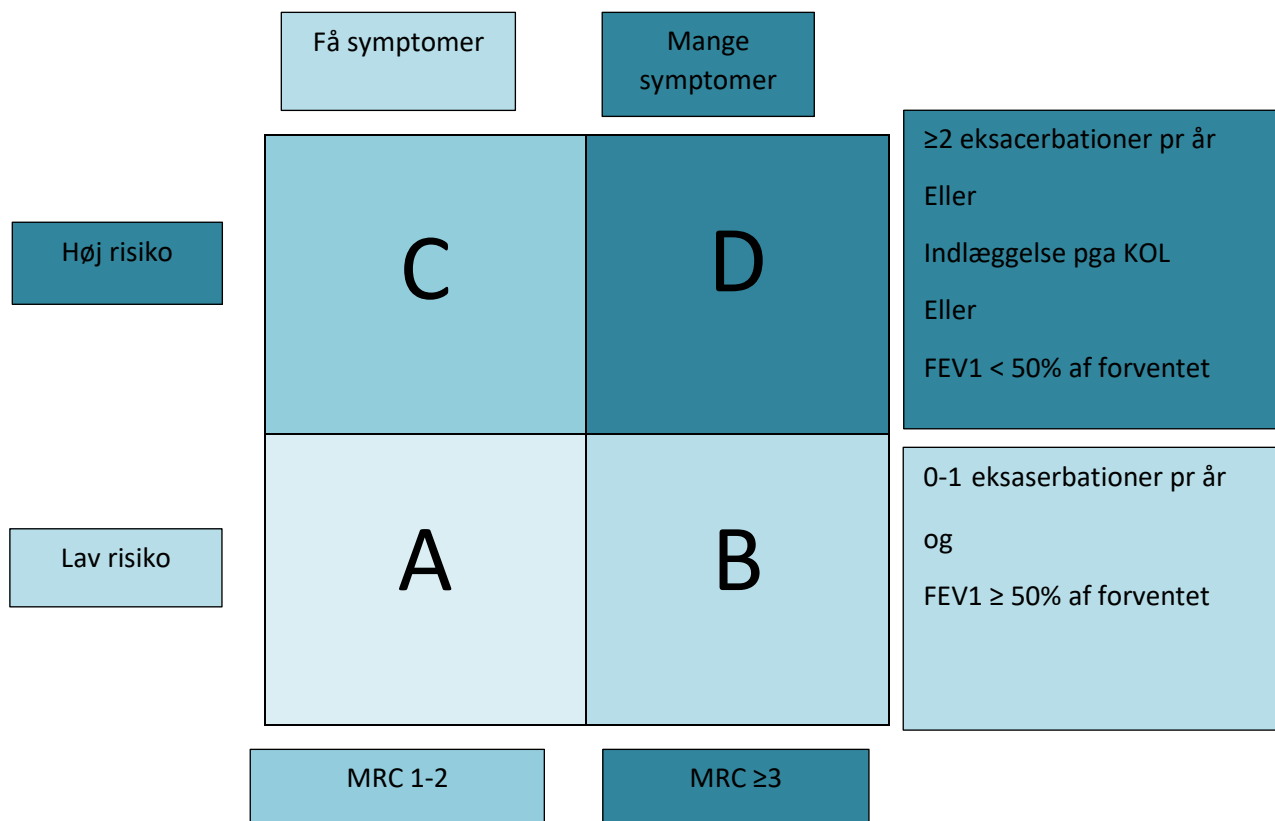 Få symptomer
Mange
symptomer
≥2 eksacerbationer pr år
Eller
Indlæggelse pga KOL
Eller
FEV1 < 50% af forventet
Høj risiko
C
D
0-1 eksaserbationer pr år
og
FEV1 ≥ 50% af forventet
Lav risiko
A
B
MRC 1-2
MRC ≥3